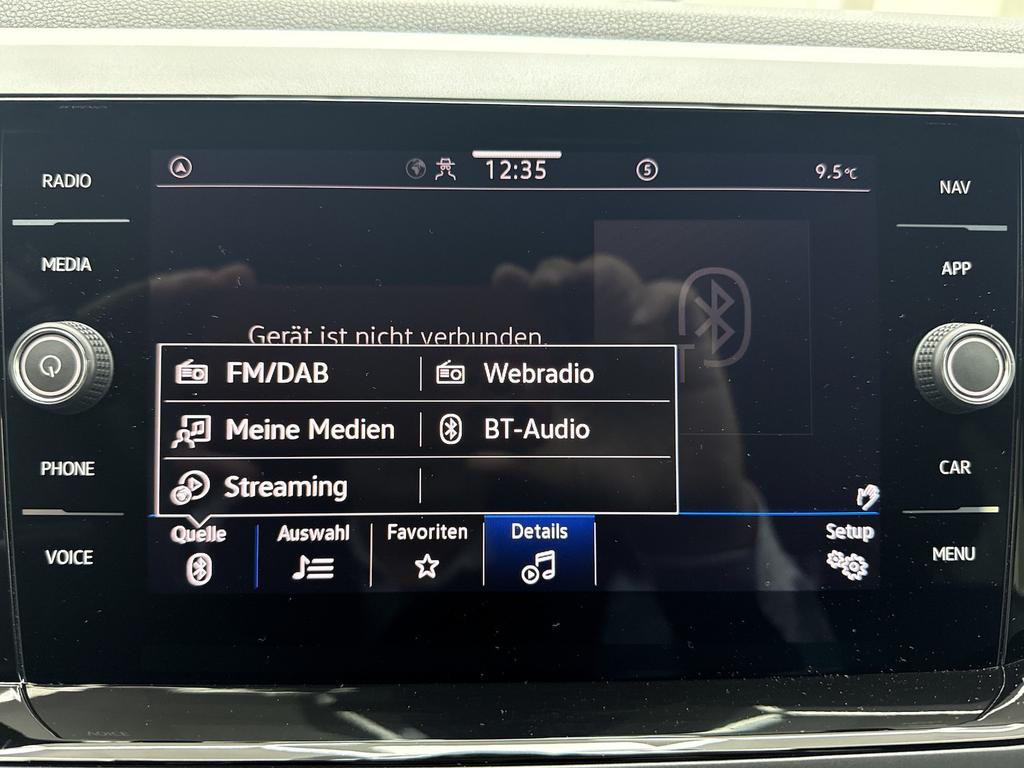 RADIO
MEDIA
PHONE
VOICE
12:35
5
9.5°C
Gerät ist nicht verbunden.
FM/DAB
Webradio
Meine Medien
BT-Audio
Streaming
Quelle
Auswahl
Favoriten
Details
Setup
NAV
APP
CAR
MENU